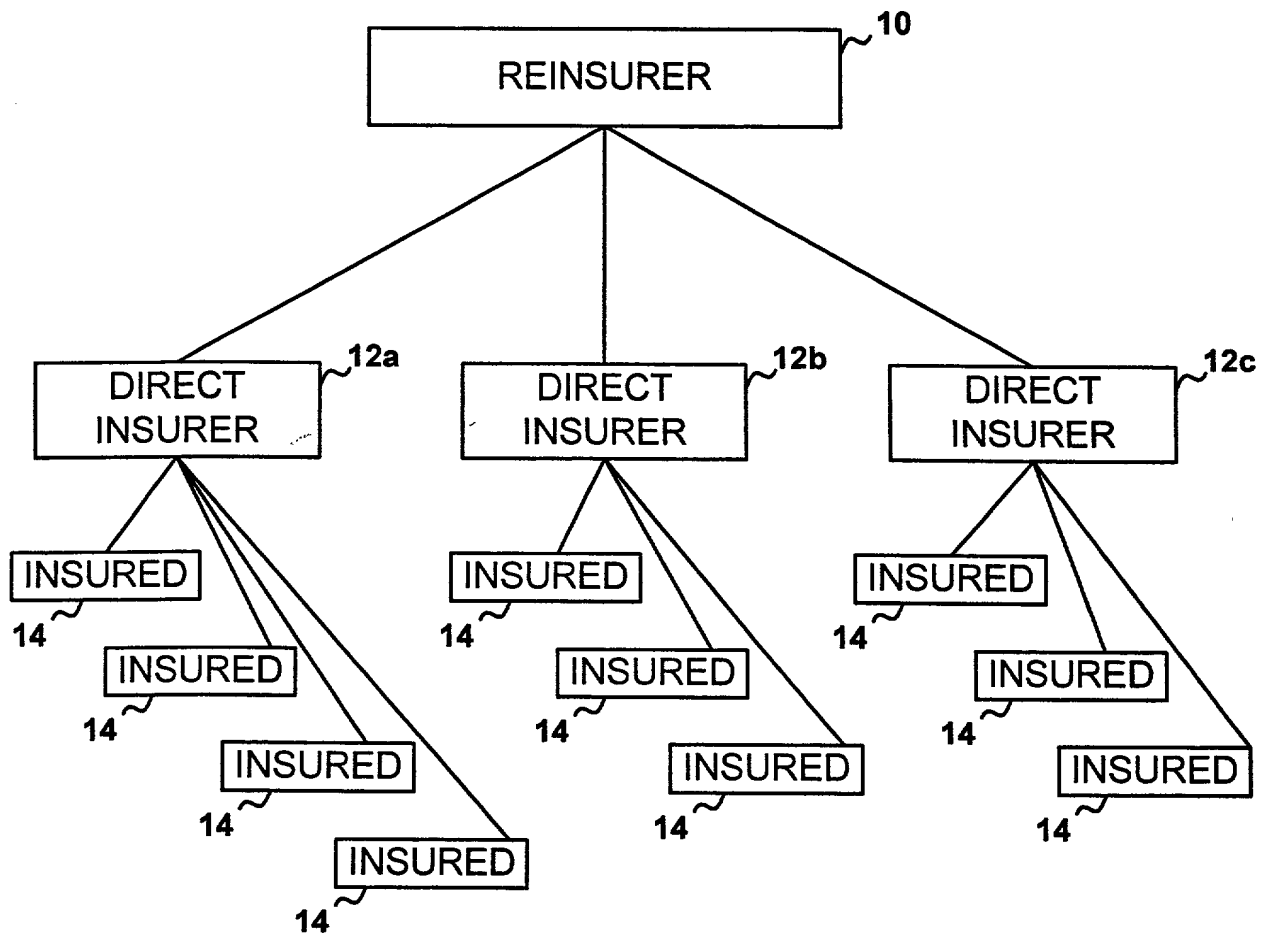 10
REINSURER
12a
DIRECT
INSURER
12b
DIRECT
INSURER
12c
DIRECT
INSURER
INSURED
14
INSURED
14
INSURED
14
INSURED
14
INSURED
14
INSURED
14
INSURED
14
INSURED
14
INSURED
14
INSURED
14